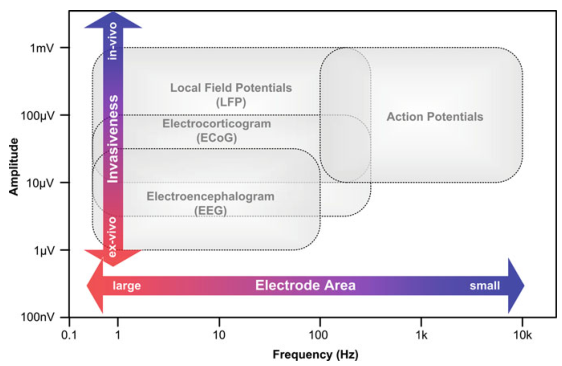 1mV
100µV
10µV
1µV
100nV
Amplitude
in-vivo
Invasiveness
ex-vivo
Local Field Potentials
(LFP)
Electrocorticogram
(ECoG)
Electroencephalogram
(EEG)
Action Potentials
large Electrode Area small
0.1 1 10 100 1k 10k
Frequency (Hz)